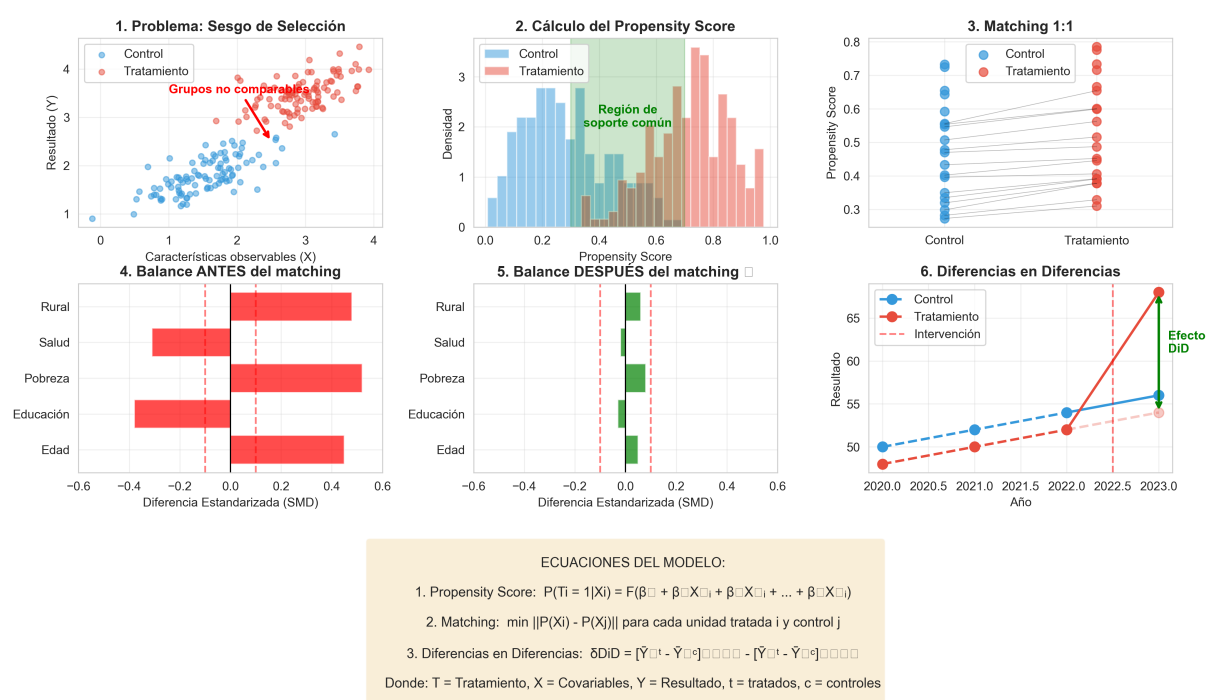 1. Problema: Sesgo de Selección
Control
Tratamiento
Grupos no comparables
Resultado (Y)
4
3
2
1
0 1 2 3 4
Características observables (X)
2. Cálculo del Propensity Score
Control
Tratamiento
Región de
soporte común
Densidad
3
2
1
0
0.0 0.2 0.4 0.6 0.8 1.0
Propensity Score
3. Matching 1:1
Control
Tratamiento
Propensity Score
0.8
0.7
0.6
0.5
0.4
0.3
Control Tratamiento
4. Balance ANTES del matching
Rural
Salud
Pobreza
Educación
Edad
−0.6 −0.4 −0.2 0.0 0.2 0.4 0.6
Diferencia Estandarizada (SMD)
5. Balance DESPUÉS del matching □
Rural
Salud
Pobreza
Educación
Edad
−0.6 −0.4 −0.2 0.0 0.2 0.4 0.6
Diferencia Estandarizada (SMD)
6. Diferencias en Diferencias
Control
Tratamiento
Intervención
Efecto
DiD
Resultado
65
60
55
50
2020.0 2020.5 2021.0 2021.5 2022.0 2022.5 2023.0
Año
ECUACIONES DEL MODELO:
1. Propensity Score: P(Ti = 1|Xi) = F(β□ + β□X□ᵢ + β□X□ᵢ + ... + β□X□ᵢ)
2. Matching: min ||P(Xi) - P(Xj)|| para cada unidad tratada i y control j
3. Diferencias en Diferencias: δDiD = [Ȳ□ᵗ - Ȳ□ᶜ]□□□□ - [Ȳ□ᵗ - Ȳ□ᶜ]□□□□
Donde: T = Tratamiento, X = Covariables, Y = Resultado, t = tratados, c = controles